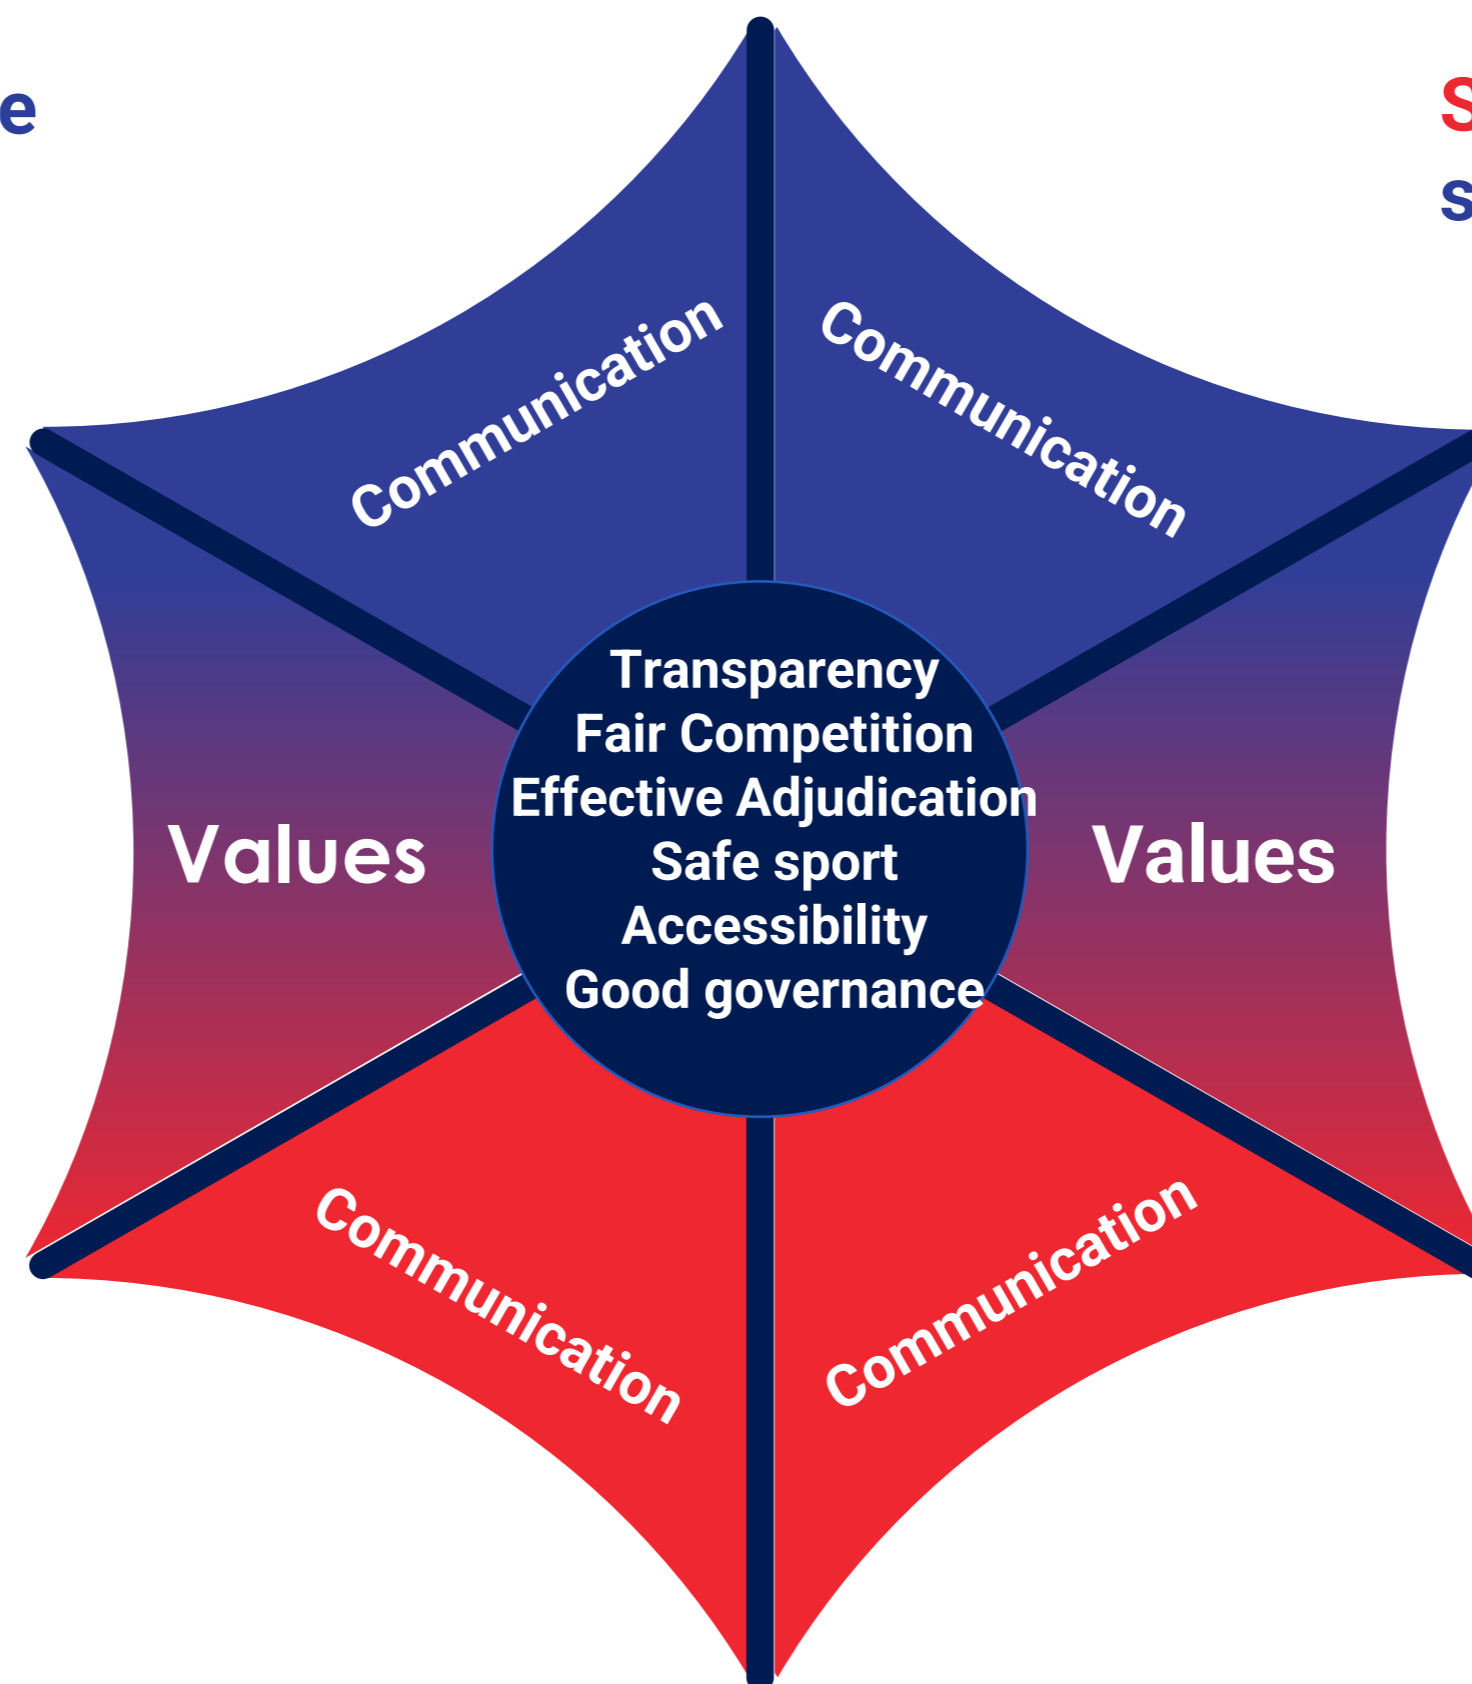 Communication
Communication
Transparency
Fair Competition
Effective Adjudication
Safe sport
Accessibility
Good governance
Values
Values
Communication
Communication